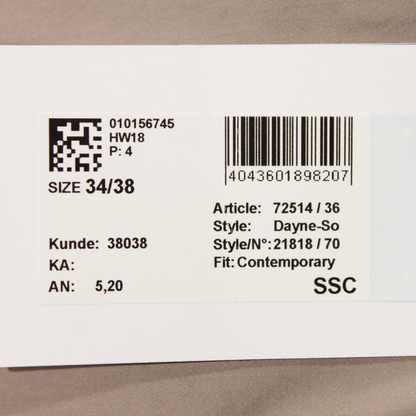 010156745
HW18
P: 4
SIZE 34/38
4043601898207
Article: 72514 / 36
Style: Dayne-So
Style/N°: 21818 / 70
Fit: Contemporary
Kunde: 38038
KA:
AN: 5,20
SSC